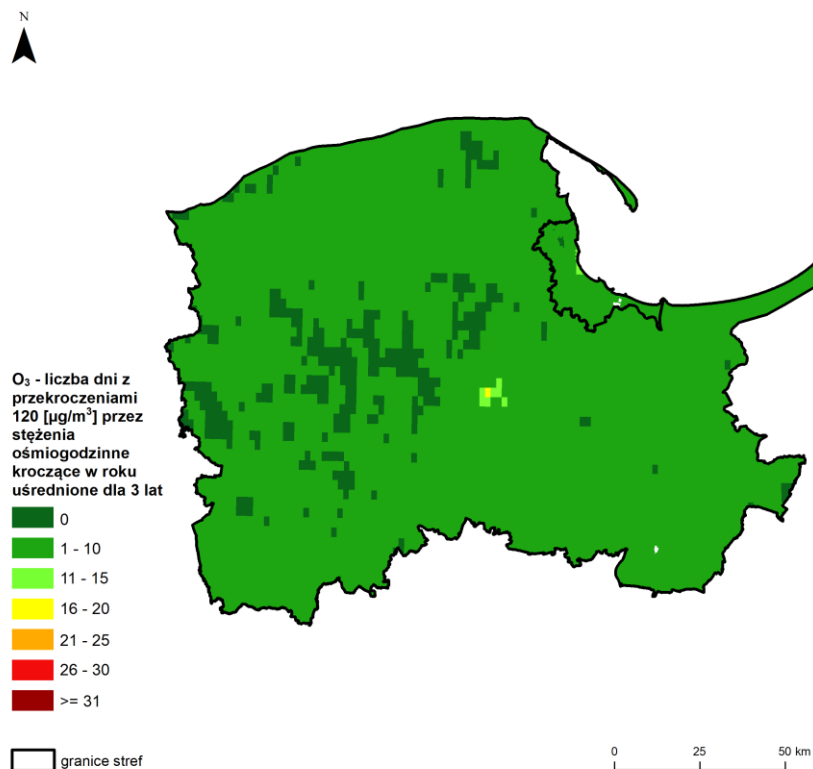 N
O₃ - liczba dni z
przekroczeniami
120 [µg/m³] przez
stężenia
ośmiogodzinne
kroczące w roku
uśrednione dla 3 lat
0
1 - 10
11 - 15
16 - 20
21 - 25
26 - 30
>= 31
granice stref
0 25 50 km